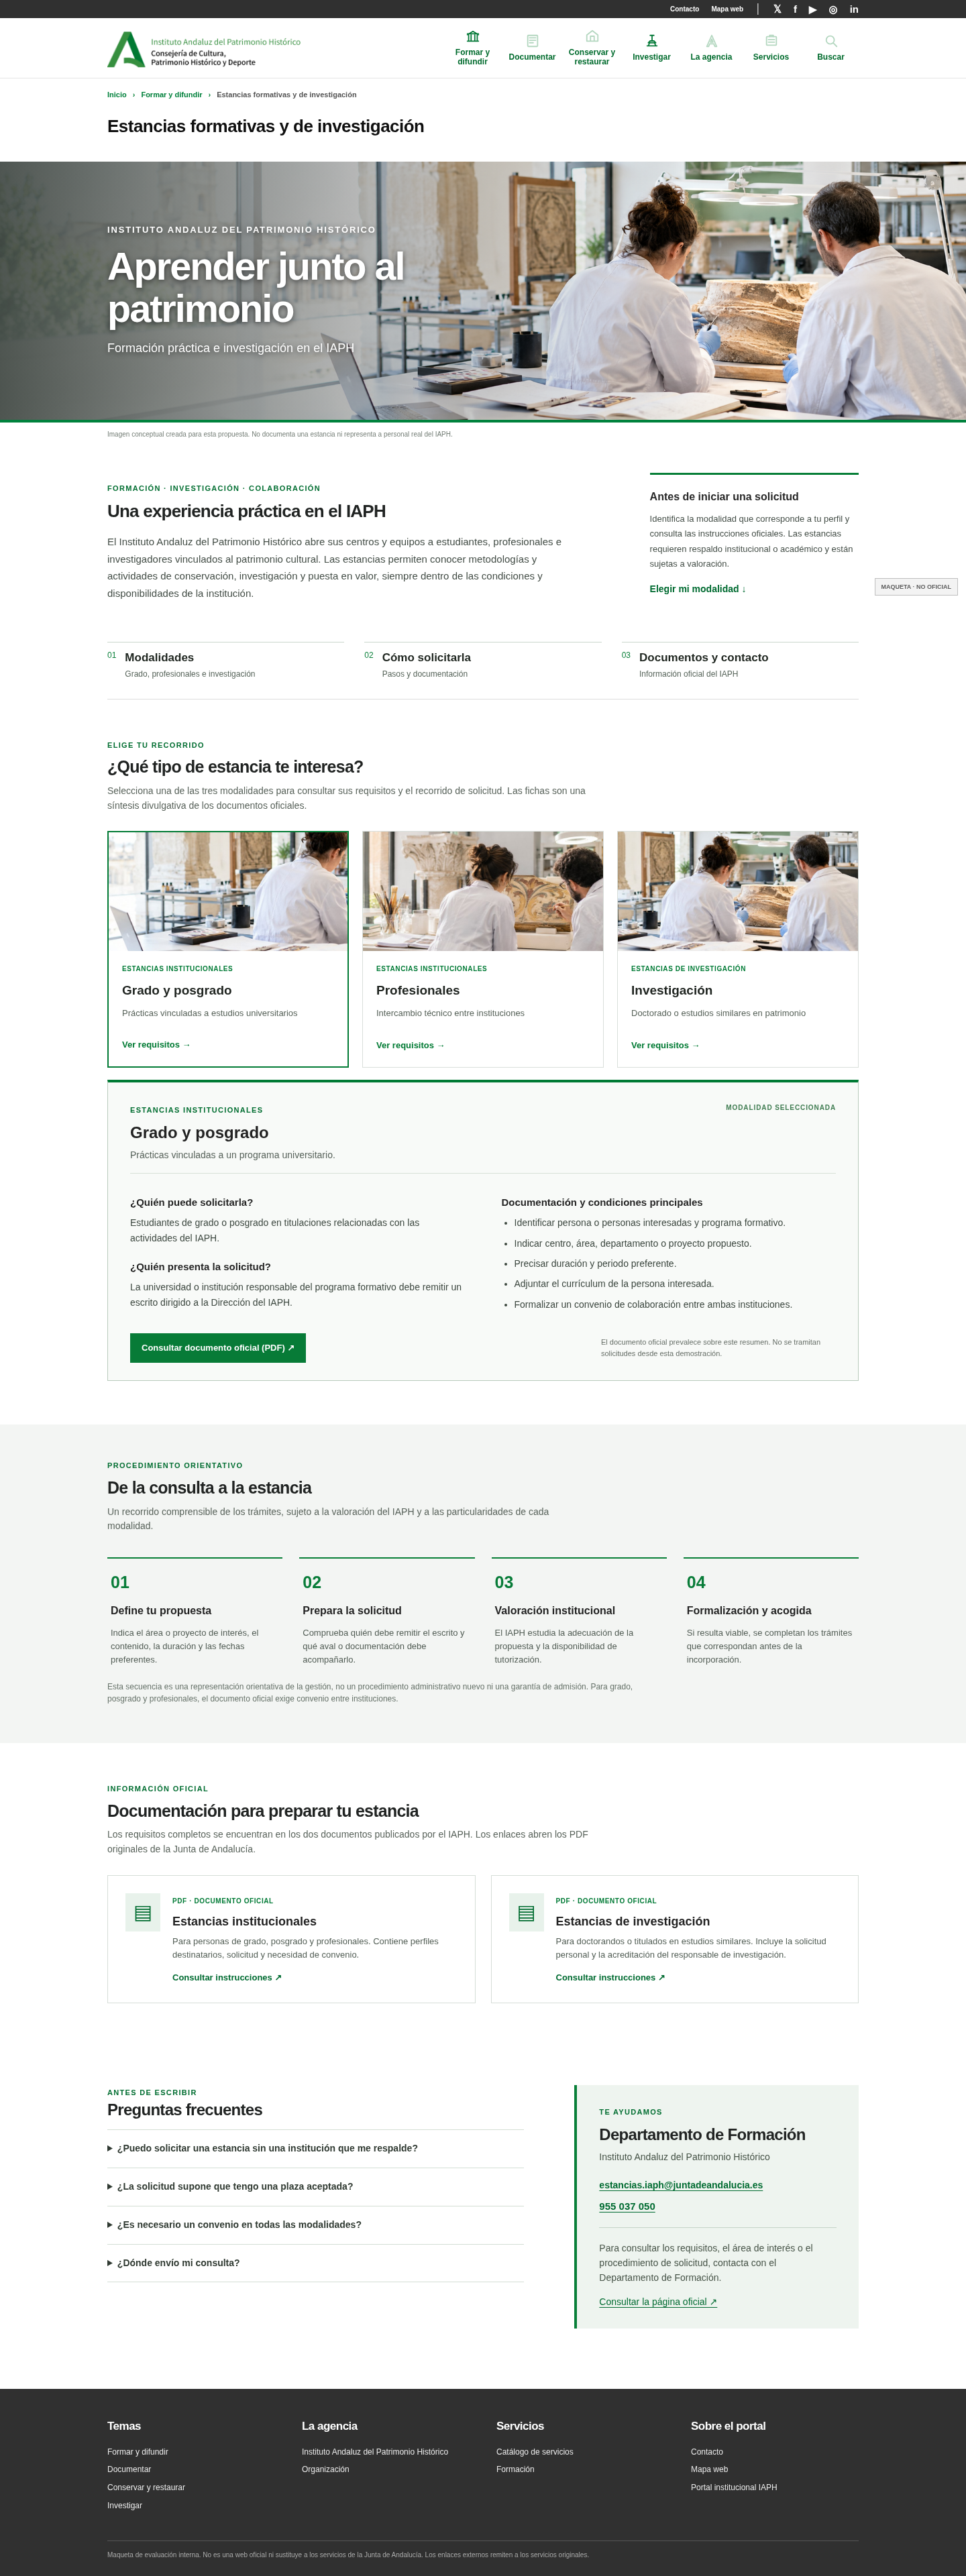 Contacto Mapa web
Instituto Andaluz del Patrimonio Histórico
Consejería de Cultura,
Patrimonio Histórico y Deporte
Formar y difundir
Documentar
Conservar y restaurar
Investigar
La agencia
Servicios
Buscar
Inicio › Formar y difundir › Estancias formativas y de investigación
Estancias formativas y de investigación
INSTITUTO ANDALUZ DEL PATRIMONIO HISTÓRICO
Aprender junto al
patrimonio
Formación práctica e investigación en el IAPH
Imagen conceptual creada para esta propuesta. No documenta una estancia ni representa a personal real del IAPH.
FORMACIÓN · INVESTIGACIÓN · COLABORACIÓN
Una experiencia práctica en el IAPH
El Instituto Andaluz del Patrimonio Histórico abre sus centros y equipos a estudiantes, profesionales e
investigadores vinculados al patrimonio cultural. Las estancias permiten conocer metodologías y
actividades de conservación, investigación y puesta en valor, siempre dentro de las condiciones y
disponibilidades de la institución.
Antes de iniciar una solicitud
Identifica la modalidad que corresponde a tu perfil y
consulta las instrucciones oficiales. Las estancias
requieren respaldo institucional o académico y están
sujetas a valoración.
Elegir mi modalidad ↓
MAQUETA · NO OFICIAL
01 Modalidades
Grado, profesionales e investigación
02 Cómo solicitarla
Pasos y documentación
03 Documentos y contacto
Información oficial del IAPH
ELIGE TU RECORRIDO
¿Qué tipo de estancia te interesa?
Selecciona una de las tres modalidades para consultar sus requisitos y el recorrido de solicitud. Las fichas son una
síntesis divulgativa de los documentos oficiales.
ESTANCIAS INSTITUCIONALES
Grado y posgrado
Prácticas vinculadas a estudios universitarios
Ver requisitos →
ESTANCIAS INSTITUCIONALES
Profesionales
Intercambio técnico entre instituciones
Ver requisitos →
ESTANCIAS DE INVESTIGACIÓN
Investigación
Doctorado o estudios similares en patrimonio
Ver requisitos →
ESTANCIAS INSTITUCIONALES
MODALIDAD SELECCIONADA
Grado y posgrado
Prácticas vinculadas a un programa universitario.
¿Quién puede solicitarla?
Estudiantes de grado o posgrado en titulaciones relacionadas con las
actividades del IAPH.
¿Quién presenta la solicitud?
La universidad o institución responsable del programa formativo debe remitir un
escrito dirigido a la Dirección del IAPH.
Documentación y condiciones principales
• Identificar persona o personas interesadas y programa formativo.
• Indicar centro, área, departamento o proyecto propuesto.
• Precisar duración y periodo preferente.
• Adjuntar el currículum de la persona interesada.
• Formalizar un convenio de colaboración entre ambas instituciones.
Consultar documento oficial (PDF) ↗
El documento oficial prevalece sobre este resumen. No se tramitan
solicitudes desde esta demostración.
PROCEDIMIENTO ORIENTATIVO
De la consulta a la estancia
Un recorrido comprensible de los trámites, sujeto a la valoración del IAPH y a las particularidades de cada
modalidad.
01
Define tu propuesta
Indica el área o proyecto de interés, el
contenido, la duración y las fechas
preferentes.
02
Prepara la solicitud
Comprueba quién debe remitir el escrito y
qué aval o documentación debe
acompañarlo.
03
Valoración institucional
El IAPH estudia la adecuación de la
propuesta y la disponibilidad de
tutorización.
04
Formalización y acogida
Si resulta viable, se completan los trámites
que correspondan antes de la
incorporación.
Esta secuencia es una representación orientativa de la gestión, no un procedimiento administrativo nuevo ni una garantía de admisión. Para grado,
posgrado y profesionales, el documento oficial exige convenio entre instituciones.
INFORMACIÓN OFICIAL
Documentación para preparar tu estancia
Los requisitos completos se encuentran en los dos documentos publicados por el IAPH. Los enlaces abren los PDF
originales de la Junta de Andalucía.
PDF · DOCUMENTO OFICIAL
Estancias institucionales
Para personas de grado, posgrado y profesionales. Contiene perfiles
destinatarios, solicitud y necesidad de convenio.
Consultar instrucciones ↗
PDF · DOCUMENTO OFICIAL
Estancias de investigación
Para doctorandos o titulados en estudios similares. Incluye la solicitud
personal y la acreditación del responsable de investigación.
Consultar instrucciones ↗
ANTES DE ESCRIBIR
Preguntas frecuentes
¿Puedo solicitar una estancia sin una institución que me respalde?
¿La solicitud supone que tengo una plaza aceptada?
¿Es necesario un convenio en todas las modalidades?
¿Dónde envío mi consulta?
TE AYUDAMOS
Departamento de Formación
Instituto Andaluz del Patrimonio Histórico
estancias.iaph@juntadeandalucia.es
955 037 050
Para consultar los requisitos, el área de interés o el
procedimiento de solicitud, contacta con el
Departamento de Formación.
Consultar la página oficial ↗
Temas
Formar y difundir
Documentar
Conservar y restaurar
Investigar
La agencia
Instituto Andaluz del Patrimonio Histórico
Organización
Servicios
Catálogo de servicios
Formación
Sobre el portal
Contacto
Mapa web
Portal institucional IAPH
Maqueta de evaluación interna. No es una web oficial ni sustituye a los servicios de la Junta de Andalucía. Los enlaces externos remiten a los servicios originales.